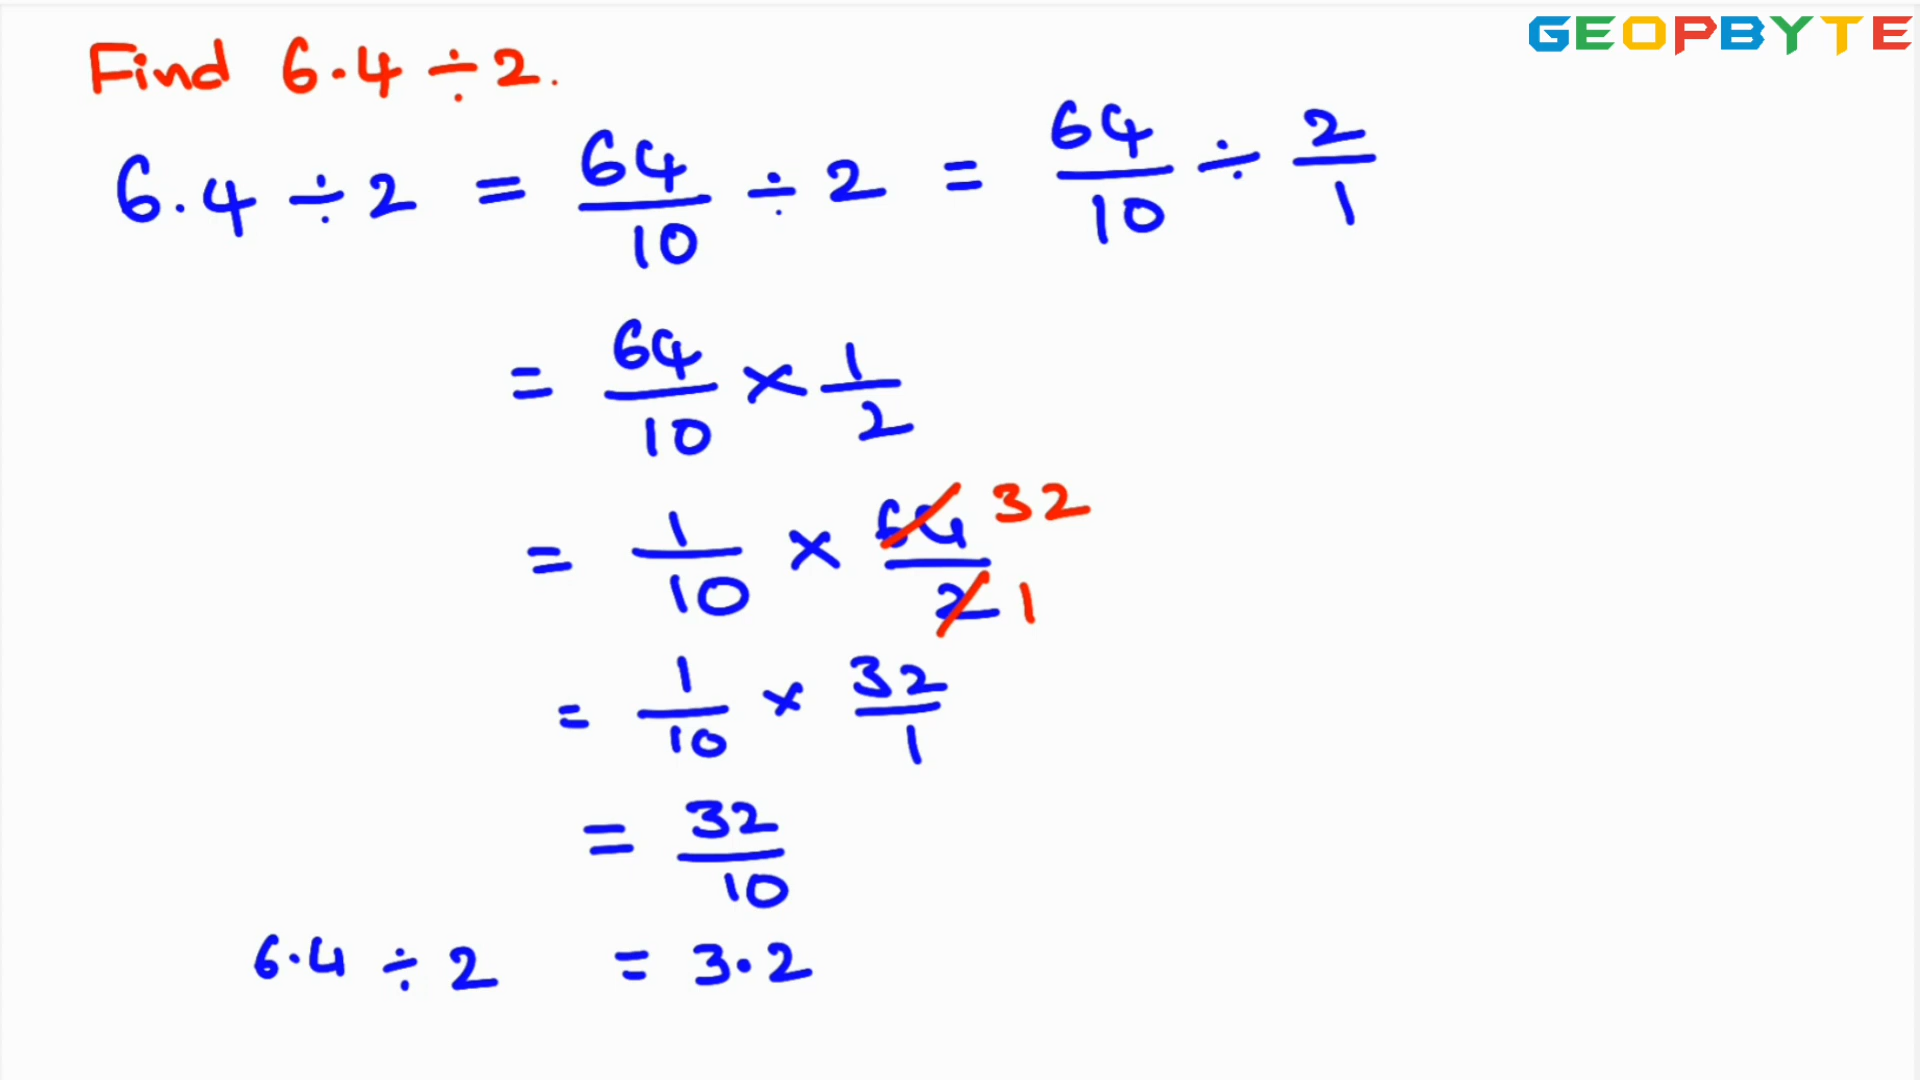 GEOPBYTE
Find 6.4 ÷ 2.
6.4 ÷ 2 = 64/10 ÷ 2 = 64/10 ÷ 2/1
= 64/10 × 1/2
= 1/10 × 64/2 32 1
= 1/10 × 32/1
= 32/10
6.4 ÷ 2 = 3.2